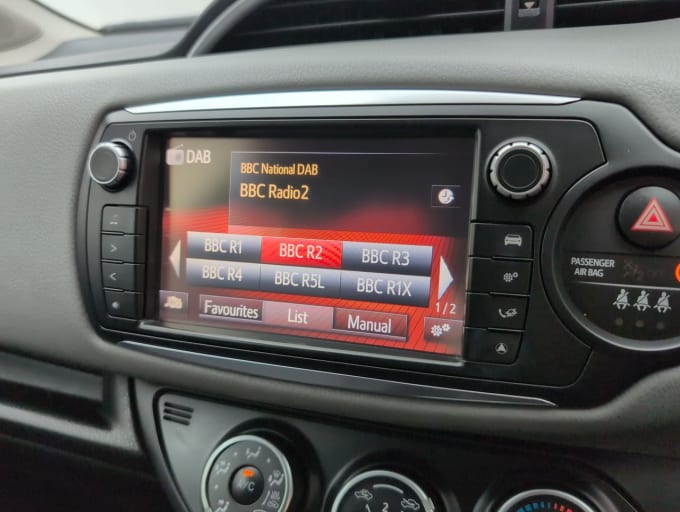 DAB
BBC National DAB
BBC Radio2
BBC R1 BBC R2 BBC R3
BBC R4 BBC R5L BBC R1X
1/2
Favourites List Manual
PASSENGER
AIR BAG
A/C